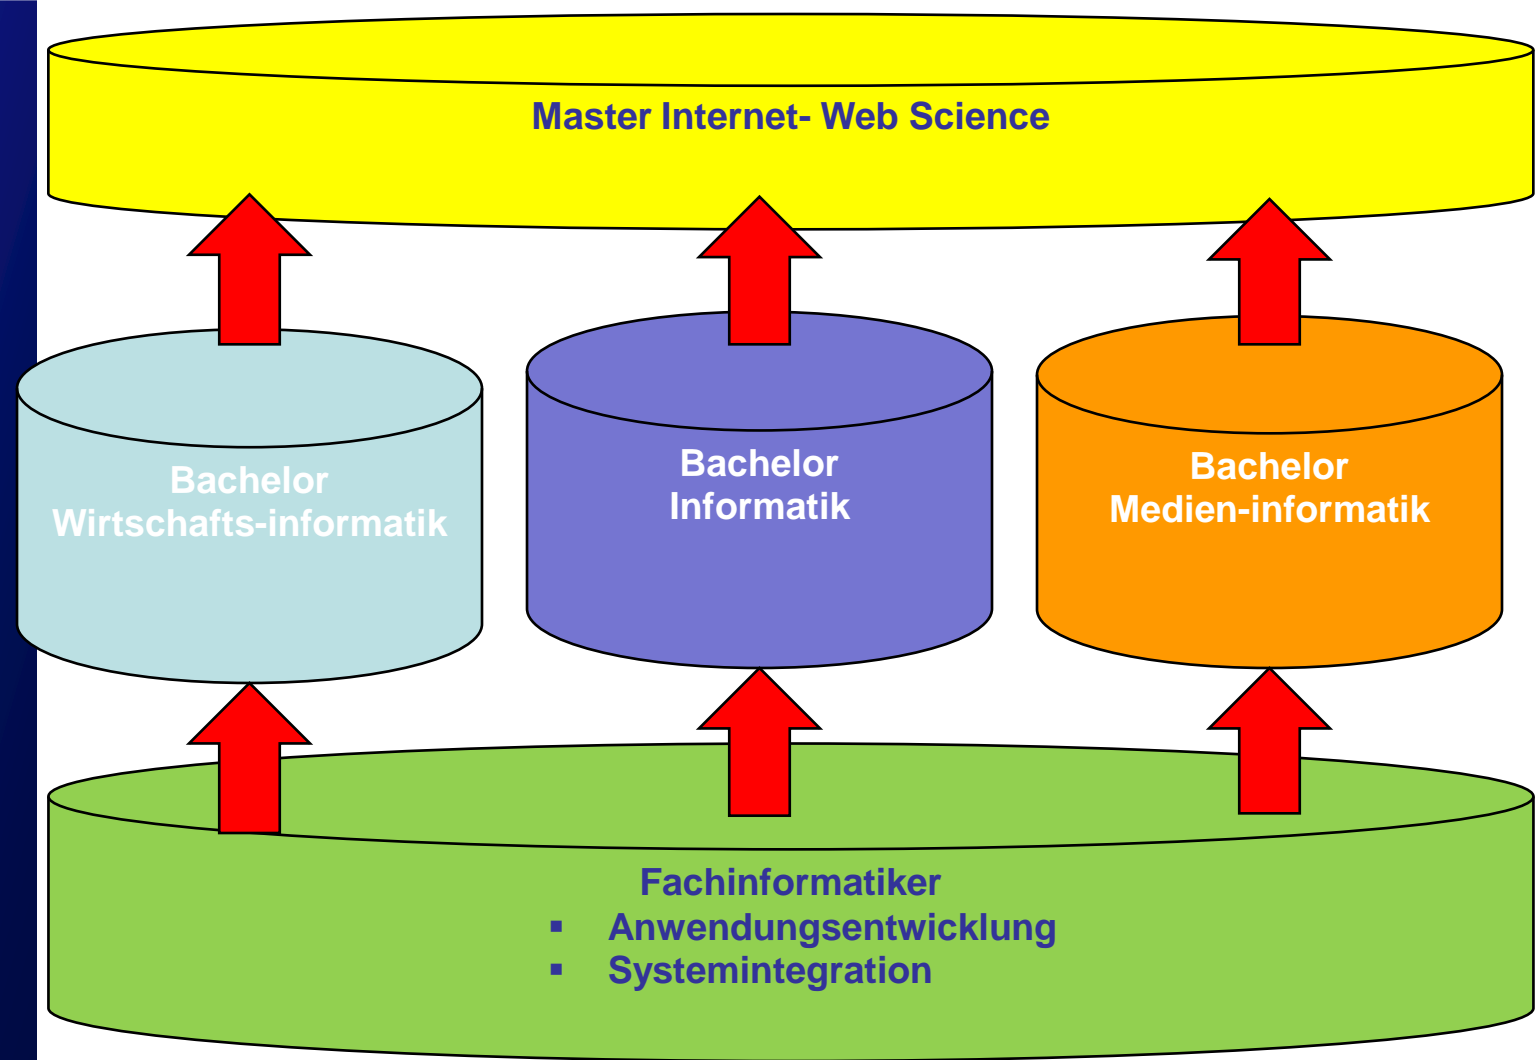 Master Internet- Web Science
Bachelor
Wirtschafts-informatik
Bachelor
Informatik
Bachelor
Medien-informatik
Fachinformatiker
▪ Anwendungsentwicklung
▪ Systemintegration